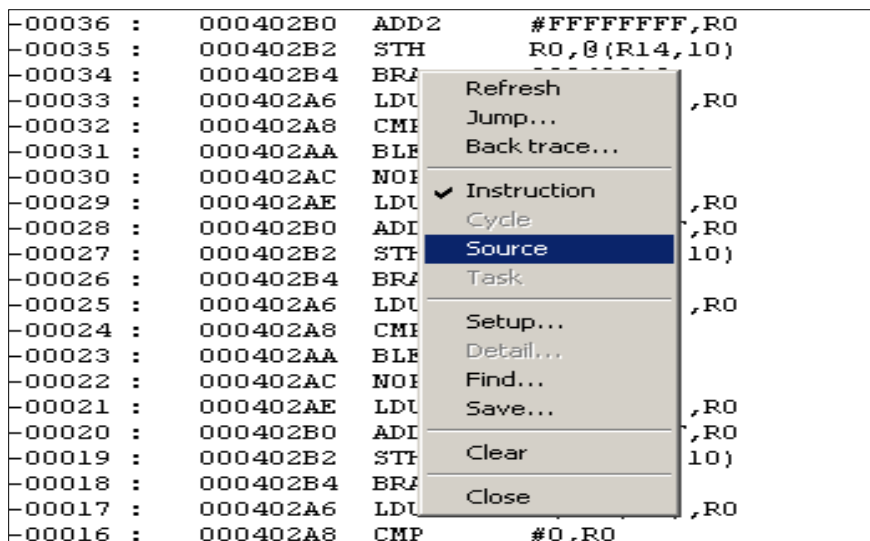 -00036 : 000402B0 ADD2 #FFFFFFFF,R0
-00035 : 000402B2 STH R0,@(R14,10)
-00034 : 000402B4 BRA
-00033 : 000402A6 LDU ,R0
-00032 : 000402A8 CMP
-00031 : 000402AA BLE
-00030 : 000402AC NOP
-00029 : 000402AE LDU ,R0
-00028 : 000402B0 ADD ,R0
-00027 : 000402B2 STH 10)
-00026 : 000402B4 BRA
-00025 : 000402A6 LDU ,R0
-00024 : 000402A8 CMP
-00023 : 000402AA BLE
-00022 : 000402AC NOP
-00021 : 000402AE LDU ,R0
-00020 : 000402B0 ADD ,R0
-00019 : 000402B2 STH 10)
-00018 : 000402B4 BRA
-00017 : 000402A6 LDU ,R0
-00016 : 000402A8 CMP #0,R0
Refresh
Jump...
Back trace...
Instruction
Cycle
Source
Task
Setup...
Detail...
Find...
Save...
Clear
Close